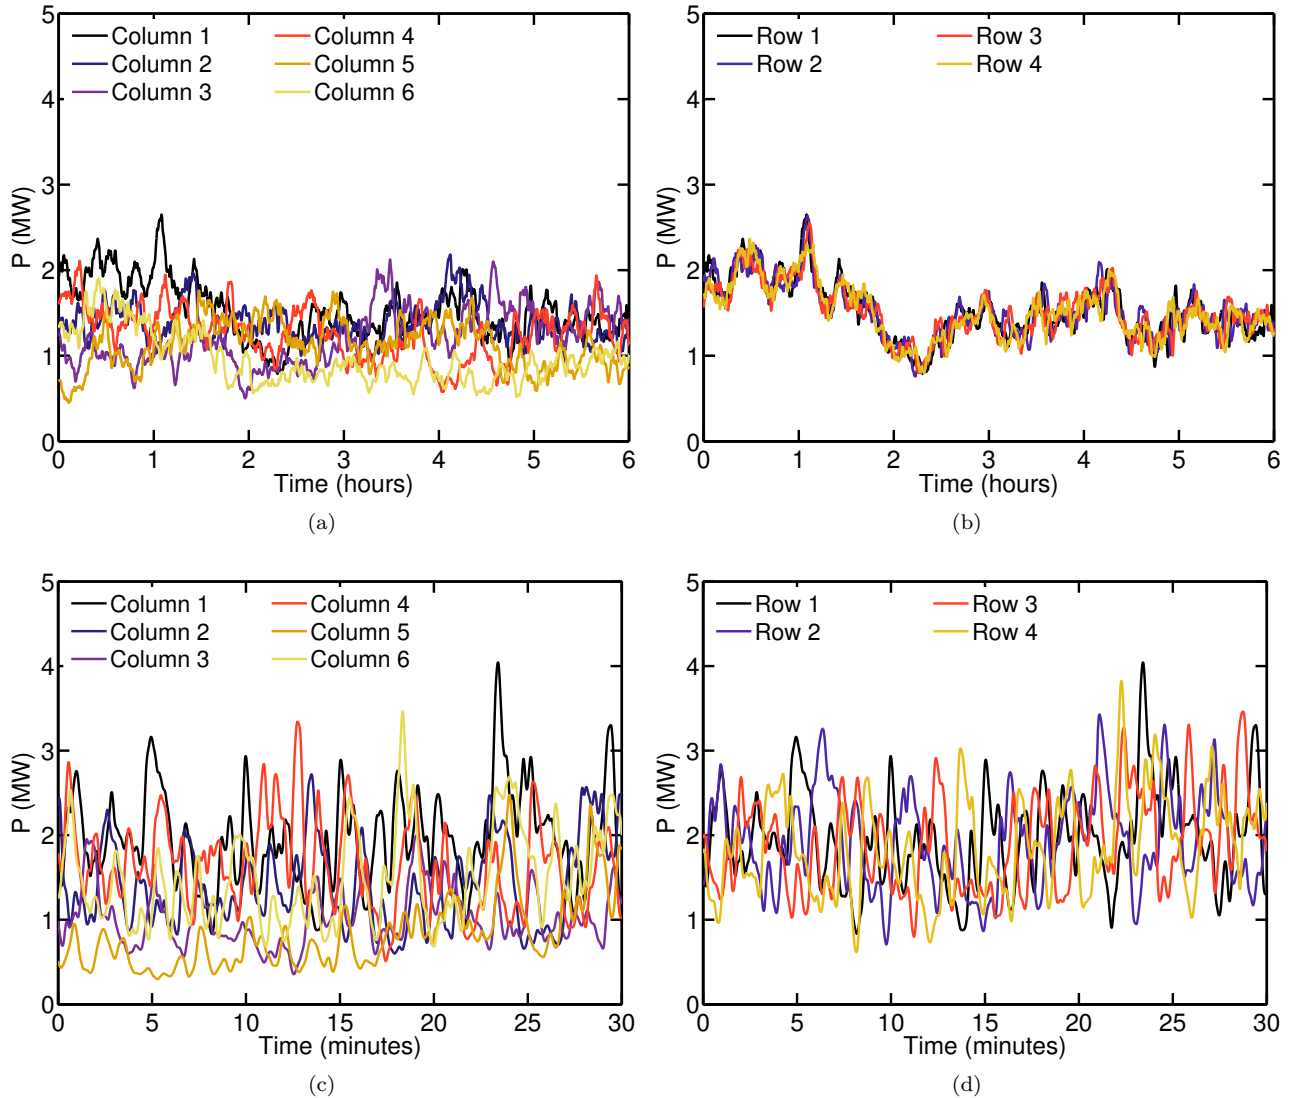 5
4
3
2
1
0
P (MW)
Column 1
Column 2
Column 3
Column 4
Column 5
Column 6
0 1 2 3 4 5 6
Time (hours)
(a)
5
4
3
2
1
0
P (MW)
Row 1
Row 2
Row 3
Row 4
0 1 2 3 4 5 6
Time (hours)
(b)
5
4
3
2
1
0
P (MW)
Column 1
Column 2
Column 3
Column 4
Column 5
Column 6
0 5 10 15 20 25 30
Time (minutes)
(c)
5
4
3
2
1
0
P (MW)
Row 1
Row 2
Row 3
Row 4
0 5 10 15 20 25 30
Time (minutes)
(d)